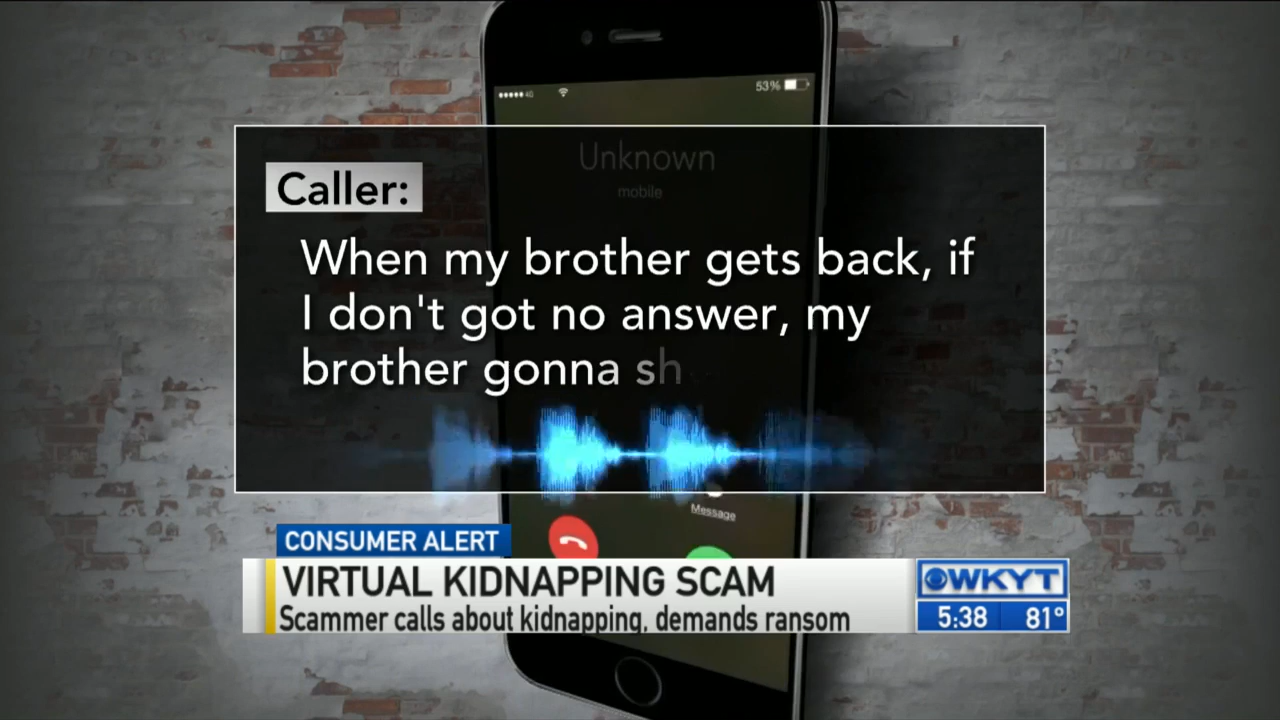 4G
53%
Unknown
mobile
Caller:
When my brother gets back, if
I don't got no answer, my
brother gonna sh
Message
CONSUMER ALERT
VIRTUAL KIDNAPPING SCAM
Scammer calls about kidnapping, demands ransom
WKYT
5:38 81°